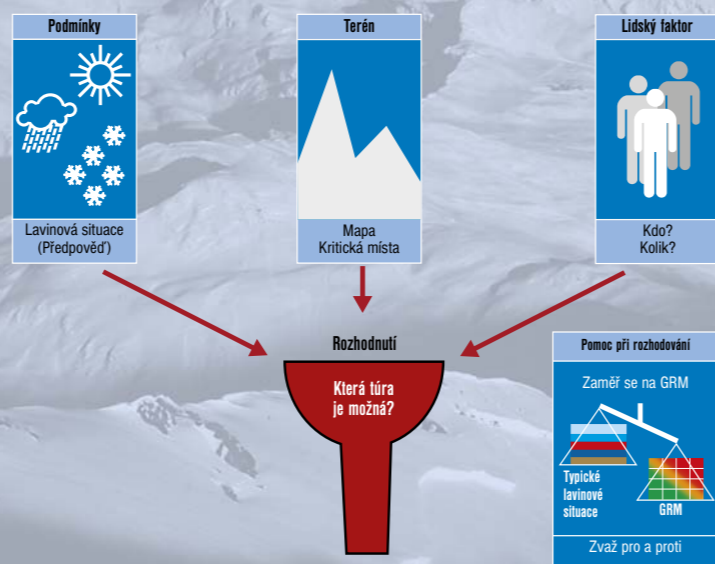 Podmínky
Lavinová situace
(Předpověď)
Terén
Mapa
Kritická místa
Lidský faktor
Kdo?
Kolik?
Rozhodnutí
Která túra
je možná?
Pomoc při rozhodování
Zaměř se na GRM
Typické
lavinové
situace
GRM
Zvaž pro a proti